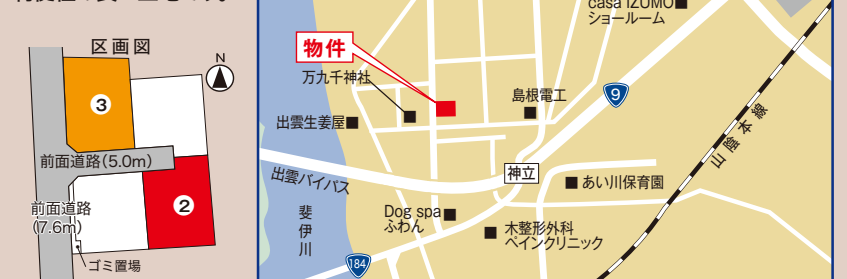 区画図
N
③
前面道路(5.0m)
前面道路
(7.6m)
②
ゴミ置場
casa IZUMO
ショールーム
物件
万九千神社
島根電工
9
出雲生姜屋
山陰本線
出雲バイパス
神立
あい川保育園
斐伊川
Dog spa
ふわん
木整形外科
ペインクリニック
184